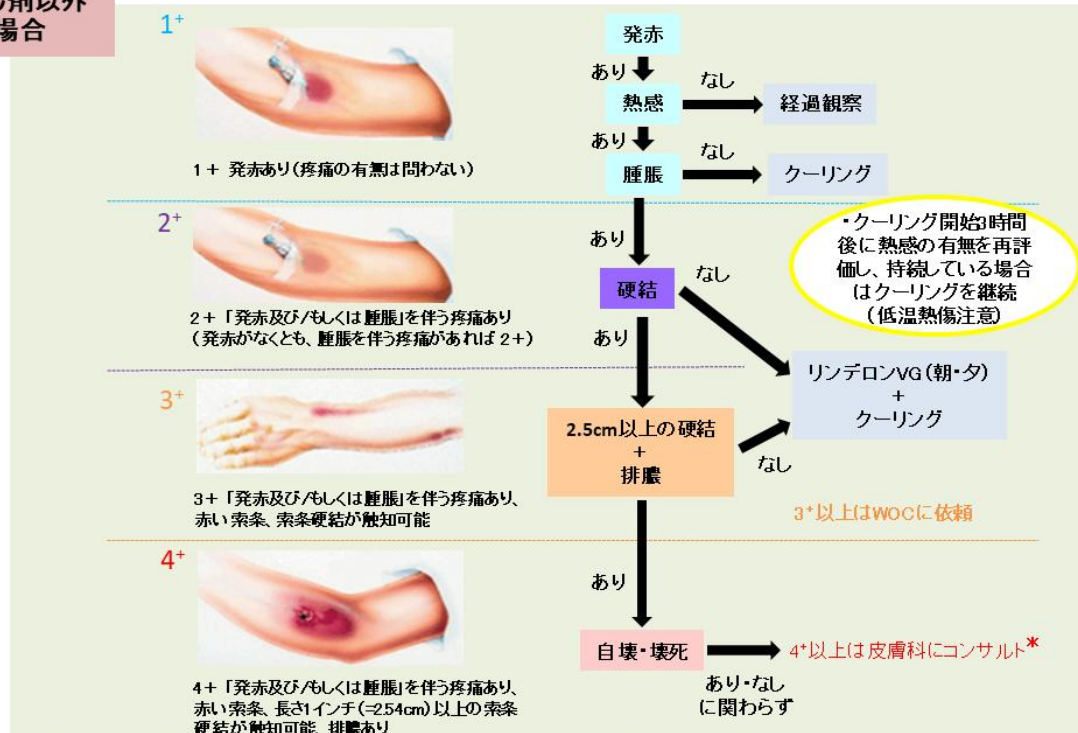 剤以外
場合
1⁺
1+ 発赤あり(疼痛の有無は問わない)
2⁺
2+「発赤及び/もしくは腫脹」を伴う疼痛あり
(発赤がなくとも、腫脹を伴う疼痛があれば 2+)
3⁺
3+「発赤及び/もしくは腫脹」を伴う疼痛あり、
赤い索条、索条硬結が触知可能
4⁺
4+「発赤及び/もしくは腫脹」を伴う疼痛あり、
赤い索条、長さ1インチ(=2.54cm)以上の索条
硬結が触知可能、排膿あり
発赤
あり
熱感
なし
経過観察
あり
腫脹
なし
クーリング
あり
・クーリング開始3時間
後に熱感の有無を再評
価し、持続している場合
はクーリングを継続
(低温熱傷注意)
硬結
なし
あり
リンデロンVG(朝・夕)
+
クーリング
2.5cm以上の硬結
+
排膿
なし
3⁺以上はWOCに依頼
あり
自壊・壊死
4⁺以上は皮膚科にコンサルト*
あり・なし
に関わらず